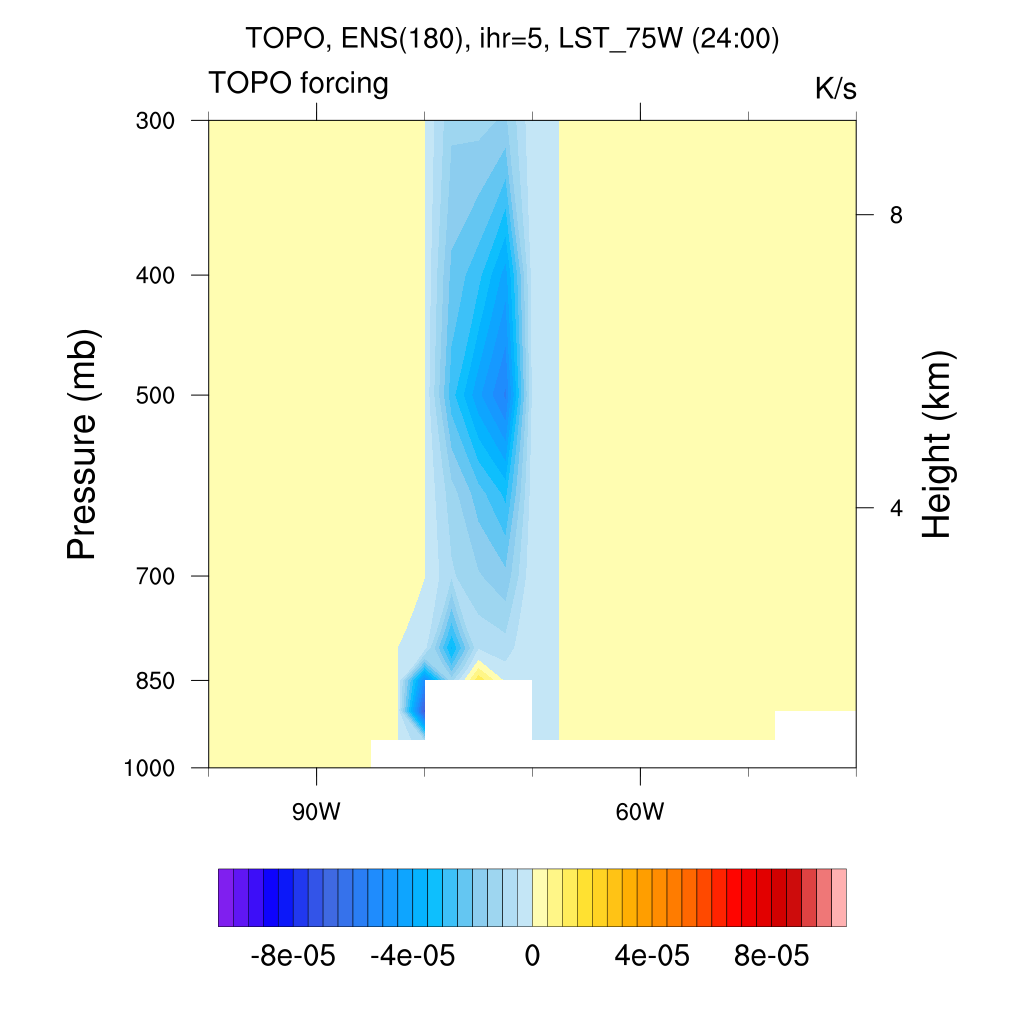 TOPO, ENS(180), ihr=5, LST_75W (24:00)
TOPO forcing
K/s
300
400
500
700
850
1000
Pressure (mb)
8
4
Height (km)
90W
60W
-8e-05
-4e-05
0
4e-05
8e-05